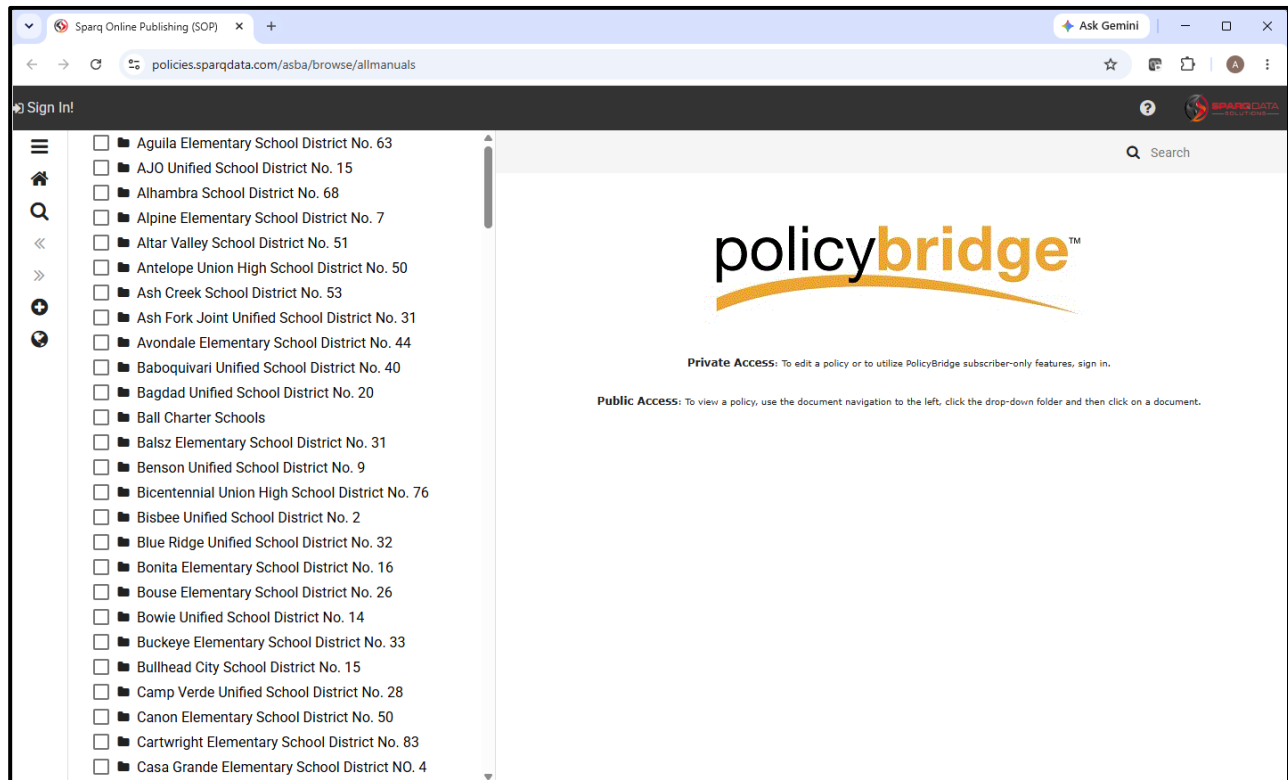 Sparq Online Publishing (SOP)
Ask Gemini
policies.sparqdata.com/asba/browse/allmanuals
A
Sign In!
SPARQDATA
SOLUTIONS
Aguila Elementary School District No. 63
AJO Unified School District No. 15
Alhambra School District No. 68
Alpine Elementary School District No. 7
Altar Valley School District No. 51
Antelope Union High School District No. 50
Ash Creek School District No. 53
Ash Fork Joint Unified School District No. 31
Avondale Elementary School District No. 44
Baboquivari Unified School District No. 40
Bagdad Unified School District No. 20
Ball Charter Schools
Balsz Elementary School District No. 31
Benson Unified School District No. 9
Bicentennial Union High School District No. 76
Bisbee Unified School District No. 2
Blue Ridge Unified School District No. 32
Bonita Elementary School District No. 16
Bouse Elementary School District No. 26
Bowie Unified School District No. 14
Buckeye Elementary School District No. 33
Bullhead City School District No. 15
Camp Verde Unified School District No. 28
Canon Elementary School District No. 50
Cartwright Elementary School District No. 83
Casa Grande Elementary School District NO. 4
Search
policybridge™
Private Access: To edit a policy or to utilize PolicyBridge subscriber-only features, sign in.
Public Access: To view a policy, use the document navigation to the left, click the drop-down folder and then click on a document.